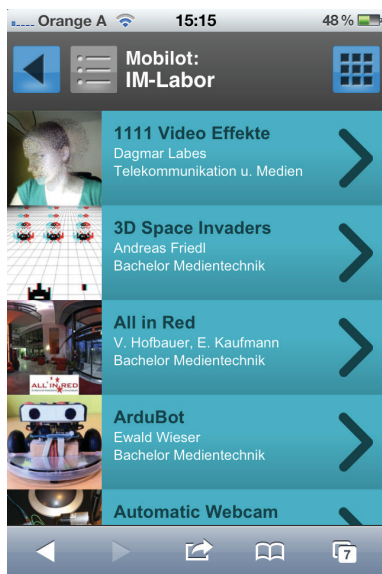 Orange A 15:15 48 %
Mobilot:
IM-Labor
1111 Video Effekte
Dagmar Labes
Telekommunikation u. Medien
3D Space Invaders
Andreas Friedl
Bachelor Medientechnik
All in Red
V. Hofbauer, E. Kaufmann
Bachelor Medientechnik
ALL IN RED
ArduBot
Ewald Wieser
Bachelor Medientechnik
Automatic Webcam
7